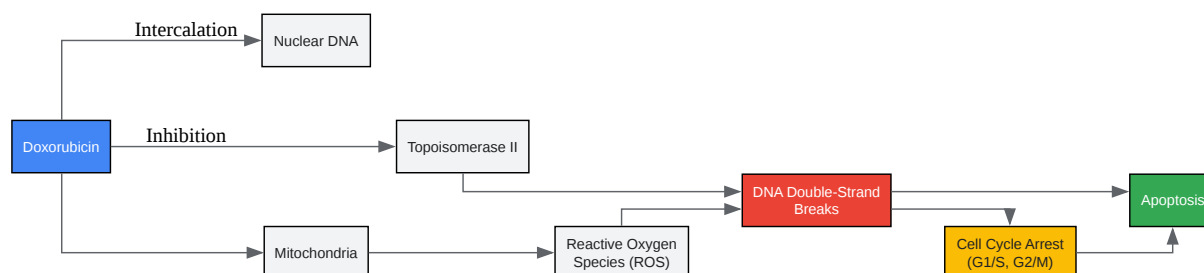 Intercalation
Nuclear DNA
Doxorubicin
Inhibition
Topoisomerase II
DNA Double-Strand
Breaks
Apoptosis
Mitochondria
Reactive Oxygen
Species (ROS)
Cell Cycle Arrest
(G1/S, G2/M)